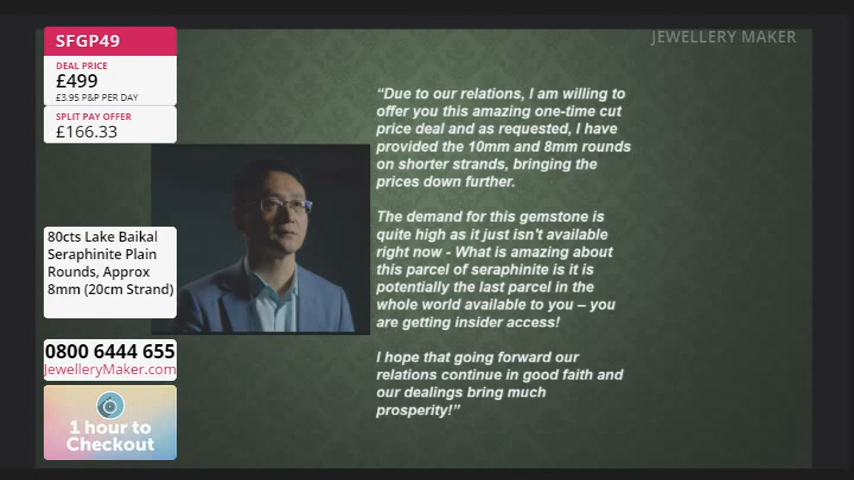 SFGP49
DEAL PRICE
£499
£3.95 P&P PER DAY
SPLIT PAY OFFER
£166.33
80cts Lake Baikal
Seraphinite Plain
Rounds, Approx
8mm (20cm Strand)
0800 6444 655
JewelleryMaker.com
1 hour to
Checkout
JEWELLERY MAKER
“Due to our relations, I am willing to
offer you this amazing one-time cut
price deal and as requested, I have
provided the 10mm and 8mm rounds
on shorter strands, bringing the
prices down further.
The demand for this gemstone is
quite high as it just isn't available
right now - What is amazing about
this parcel of seraphinite is it is
potentially the last parcel in the
whole world available to you – you
are getting insider access!
I hope that going forward our
relations continue in good faith and
our dealings bring much
prosperity!”